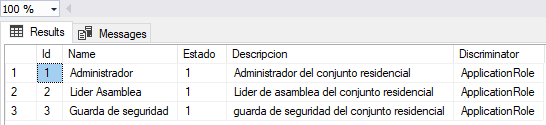 100 %
Results Messages
Id Name Estado Descripcion Discriminator
1 1 Administrador 1 Administrador del conjunto residencial ApplicationRole
2 2 Lider Asamblea 1 Lider de asamblea del conjunto residencial ApplicationRole
3 3 Guarda de seguridad 1 guarda de seguridad del conjunto residencial ApplicationRole